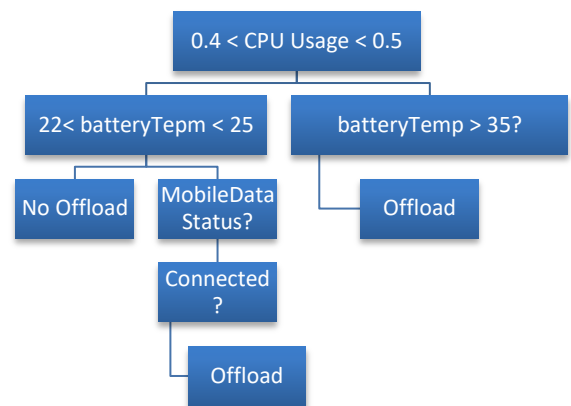 0.4 < CPU Usage < 0.5
22< batteryTepm < 25
batteryTemp > 35?
No Offload
MobileData
Status?
Offload
Connected
?
Offload